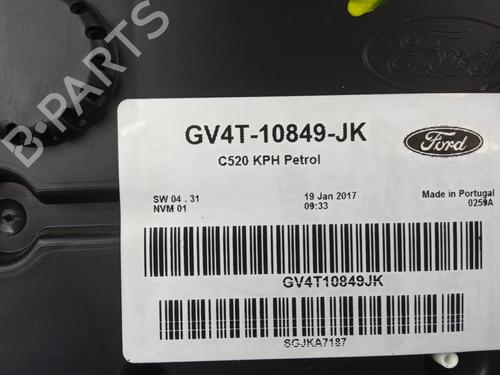 B-PARTS
Ford
GV4T-10849-JK
C520 KPH Petrol
Ford
SW 04 . 31
NVM 01
19 Jan 2017
09:33
Made in Portugal
0259A
GV4T10849JK
SGJKA7187